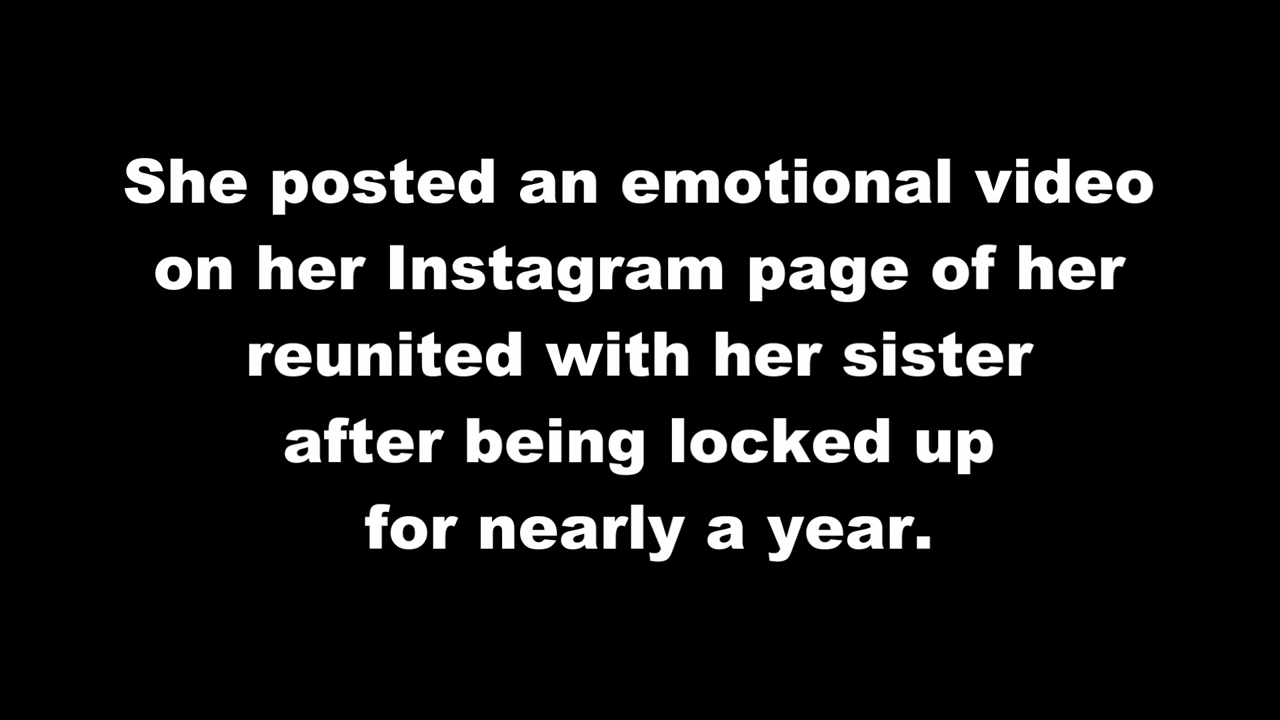 She posted an emotional video
on her Instagram page of her
reunited with her sister
after being locked up
for nearly a year.